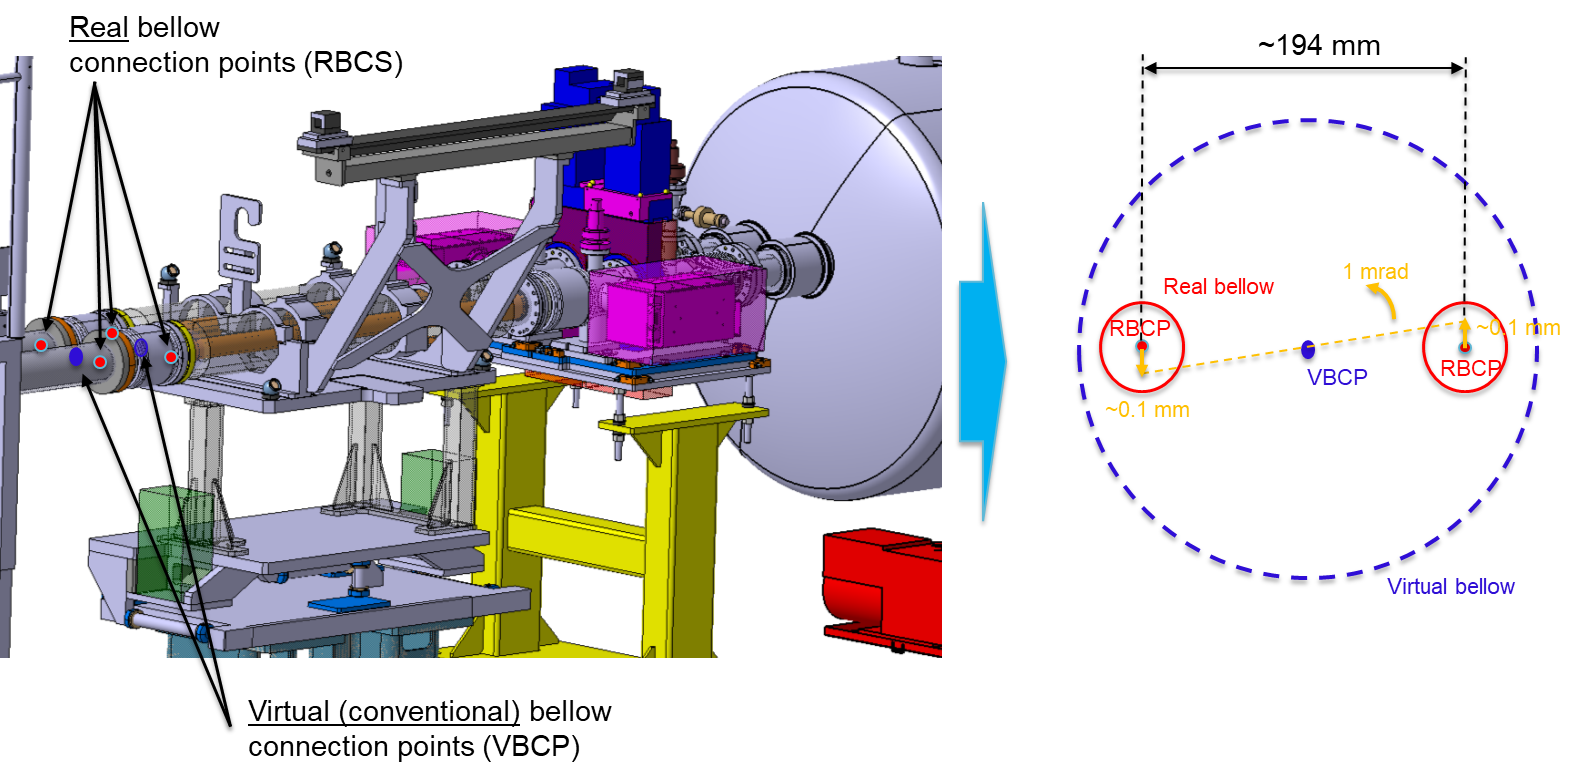 Real bellow
connection points (RBCS)
~194 mm
1 mrad
Real bellow
RBCP
~0.1 mm
RBCP
VBCP
~0.1 mm
Virtual bellow
Virtual (conventional) bellow
connection points (VBCP)